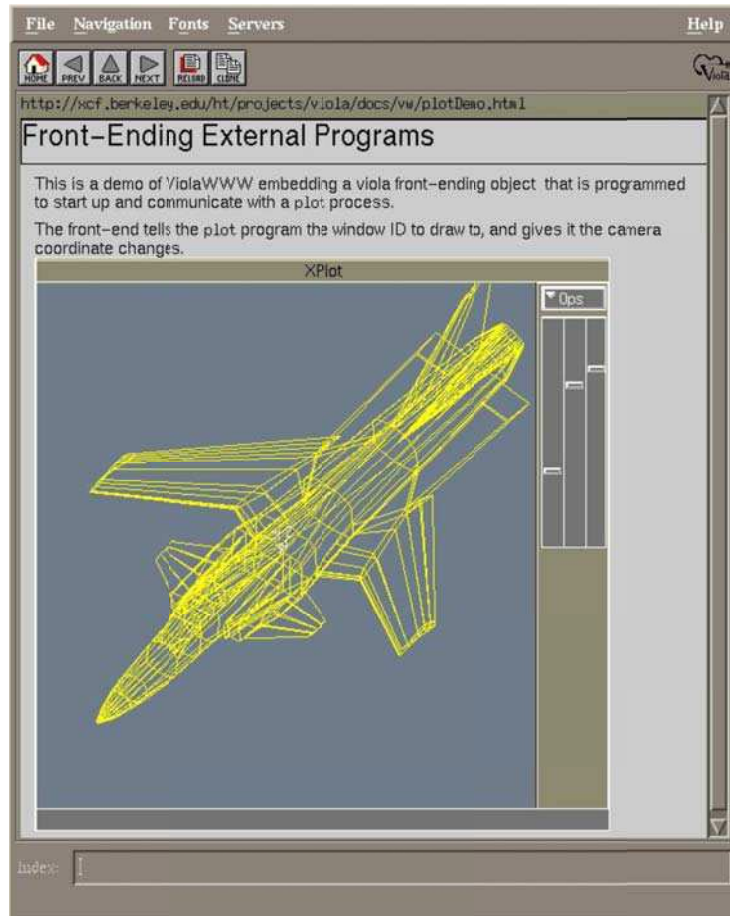 File Navigation Fonts Servers Help
HOME PREV BACK NEXT RELOAD CLONE Viola
http://xcf.berkeley.edu/ht/projects/viola/docs/vw/plotDemo.html
Front-Ending External Programs
This is a demo of ViolaWWW embedding a viola front-ending object that is programmed
to start up and communicate with a plot process.
The front-end tells the plot program the window ID to draw to, and gives it the camera
coordinate changes.
XPlot
Ops
Index: